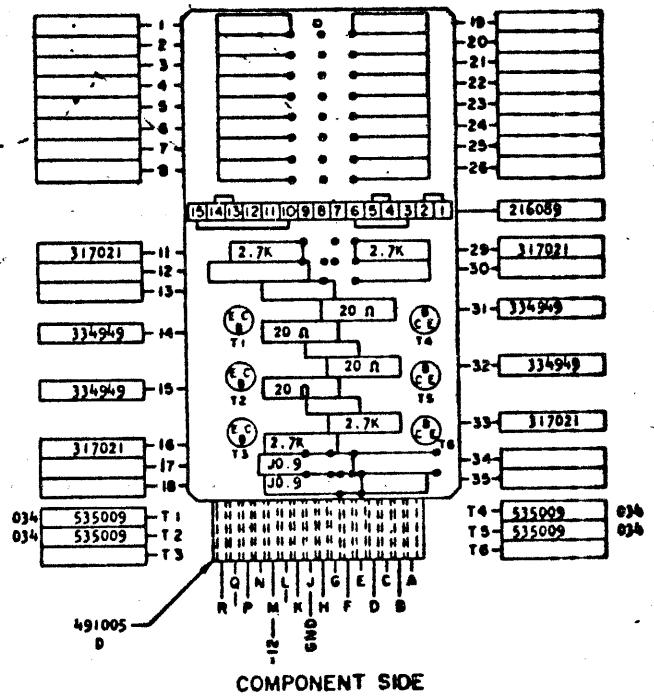 1
2
3
4
5
6
7
8
19
20
21
22
23
24
25
26
15 14 13 12 11 10 9 8 7 6 5 4 3 2 1
216089
317021 11 2.7K
12
13
2.7K 29 317021
30
20 Ω 31 334949
334949 14
E C B
T1
20 Ω
B C E
T4
20 Ω 32 334949
334949 15
E C B
T2
20 Ω
B C E
T5
2.7K 33 317021
E C B
T3
B C E
T6
317021 16 2.7K
17 J0.9
18 J0.9
34
35
034 535009 T1
034 535009 T2
T3
T4 535009 034
T5 535009 034
T6
R Q P N M L K J H G F E D C B A
491005
D
-12
GND
COMPONENT SIDE